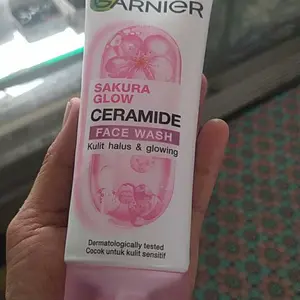 GARNIER
SAKURA
GLOW
CERAMIDE
FACE WASH
Kulit halus & glowing
Dermatologically tested
Cocok untuk kulit sensitif